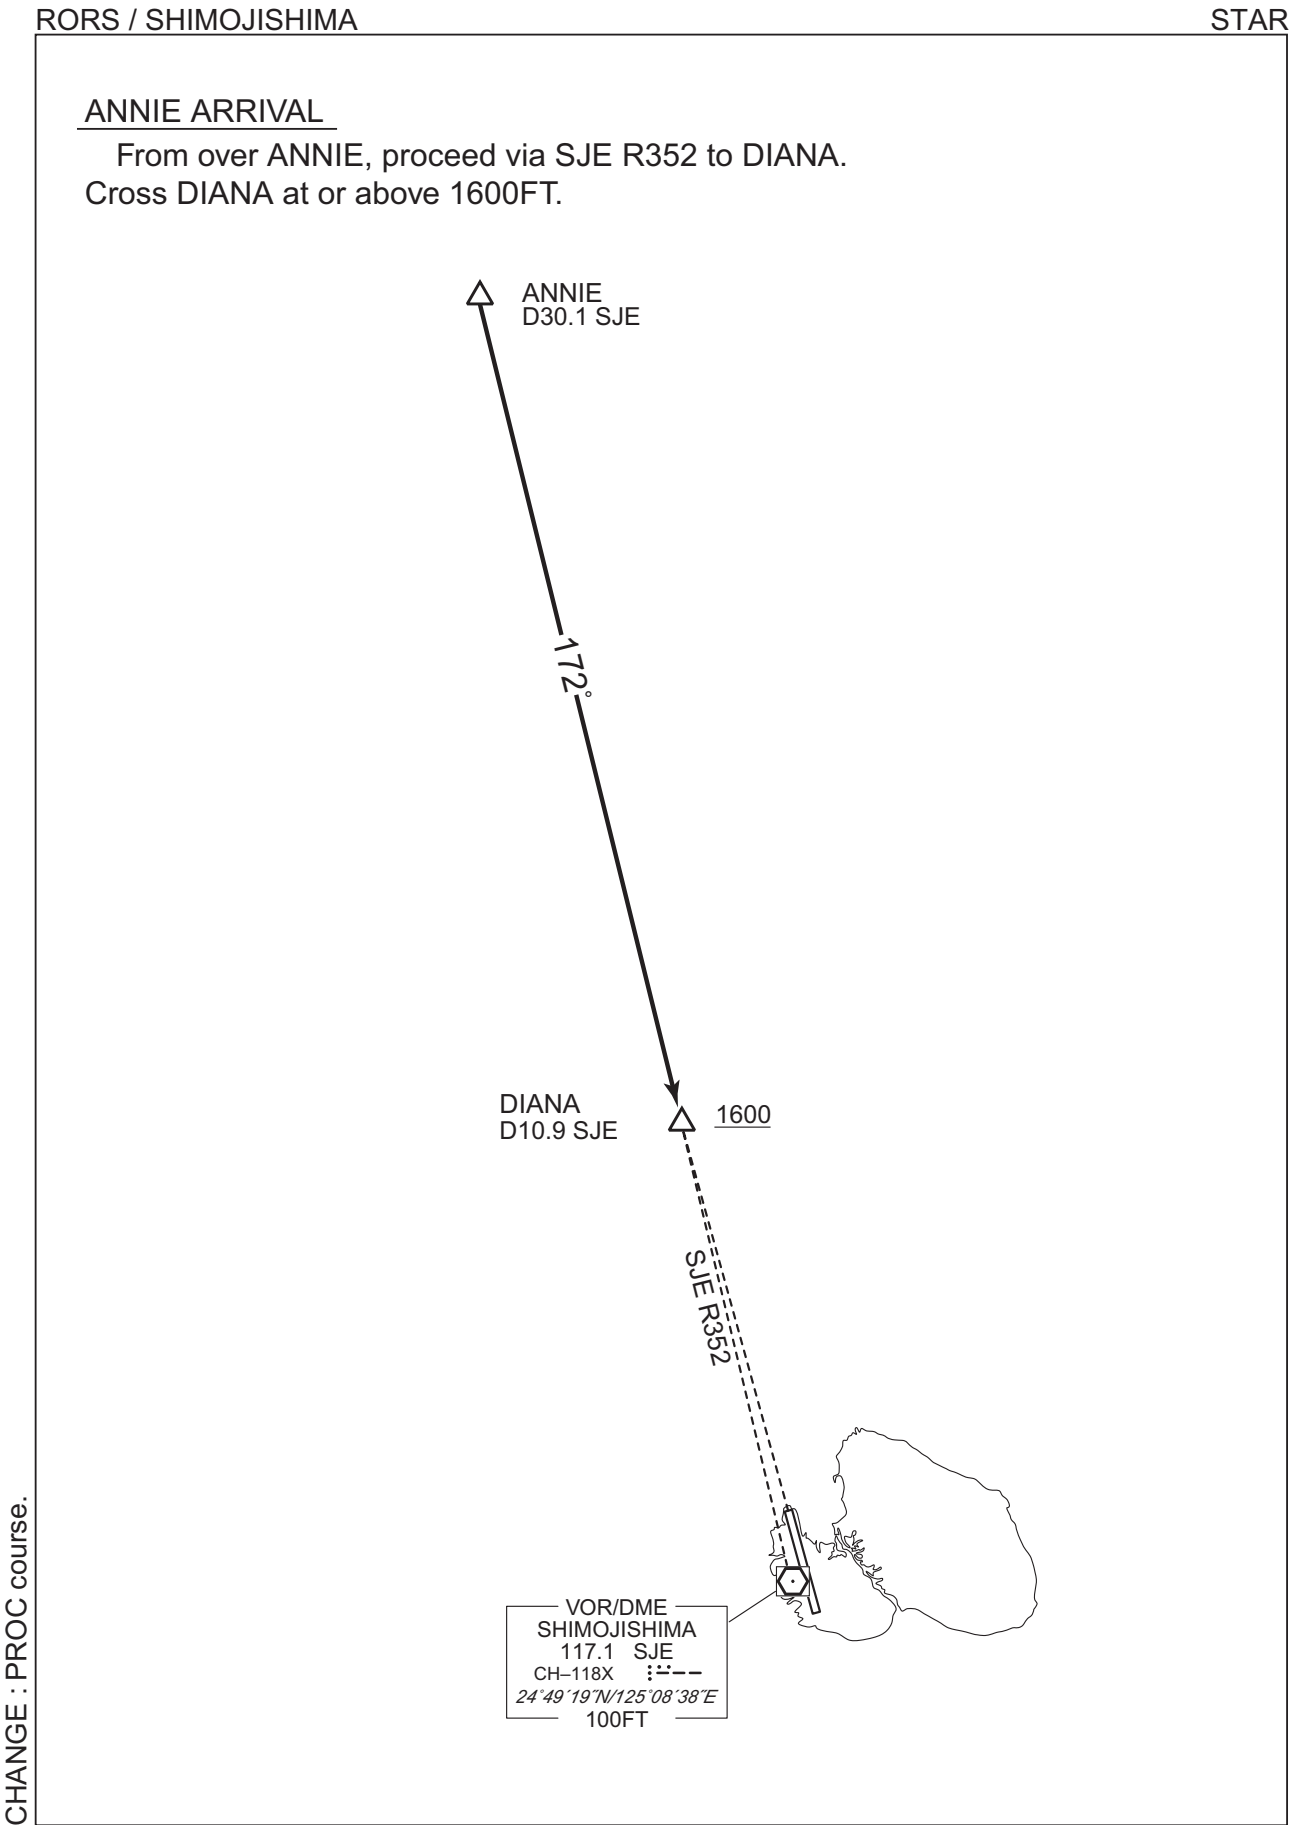 RORS / SHIMOJISHIMA
STAR
ANNIE ARRIVAL
From over ANNIE, proceed via SJE R352 to DIANA.
Cross DIANA at or above 1600FT.
ANNIE
D30.1 SJE
172°
DIANA
D10.9 SJE
1600
SJE R352
VOR/DME
SHIMOJISHIMA
117.1 SJE
CH–118X
24°49´19˝N/125°08´38˝E
100FT
CHANGE : PROC course.